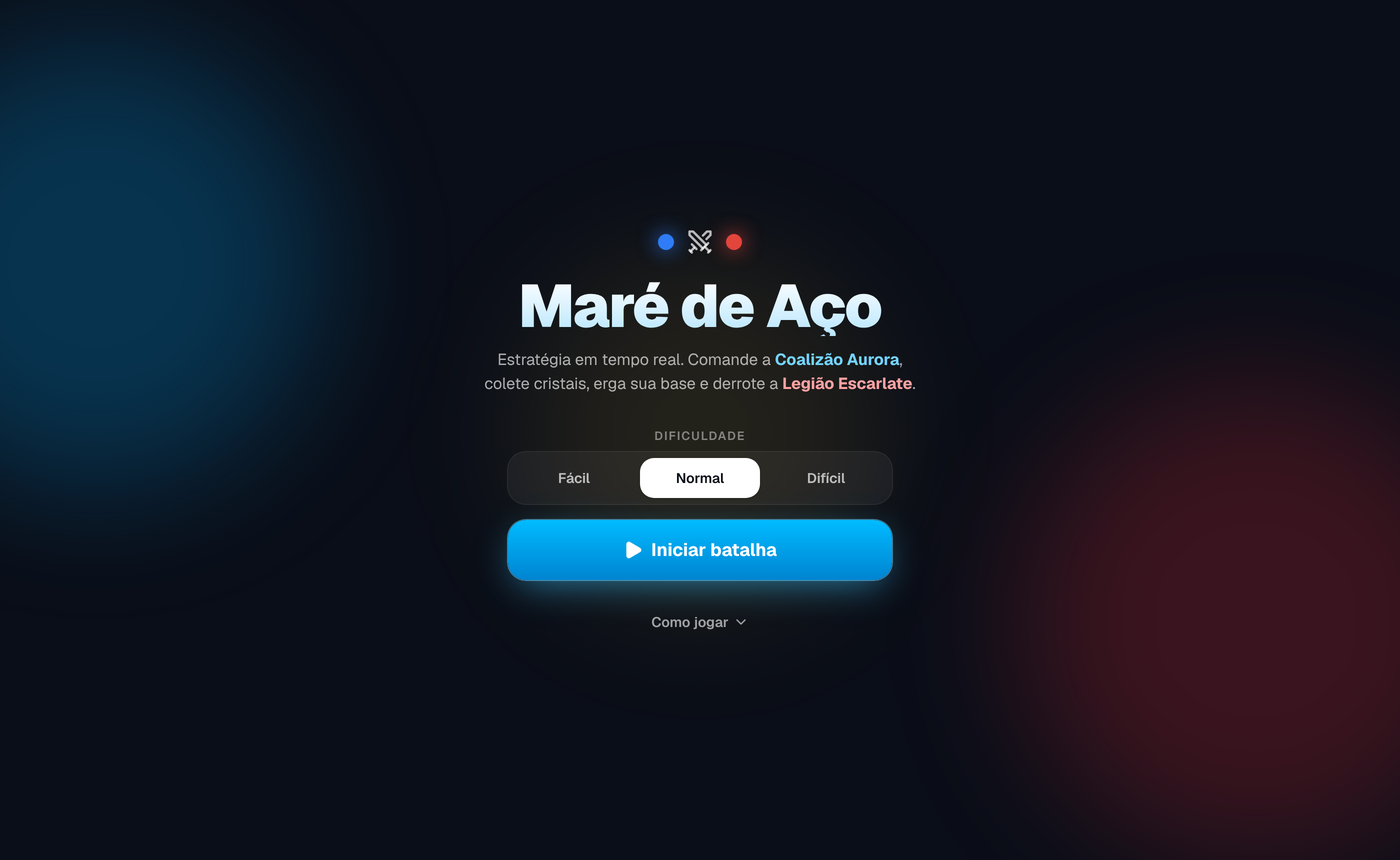 Maré de Aço
Estratégia em tempo real. Comande a Coalizão Aurora,
colete cristais, erga sua base e derrote a Legião Escarlate.
DIFICULDADE
Fácil Normal Difícil
Iniciar batalha
Como jogar